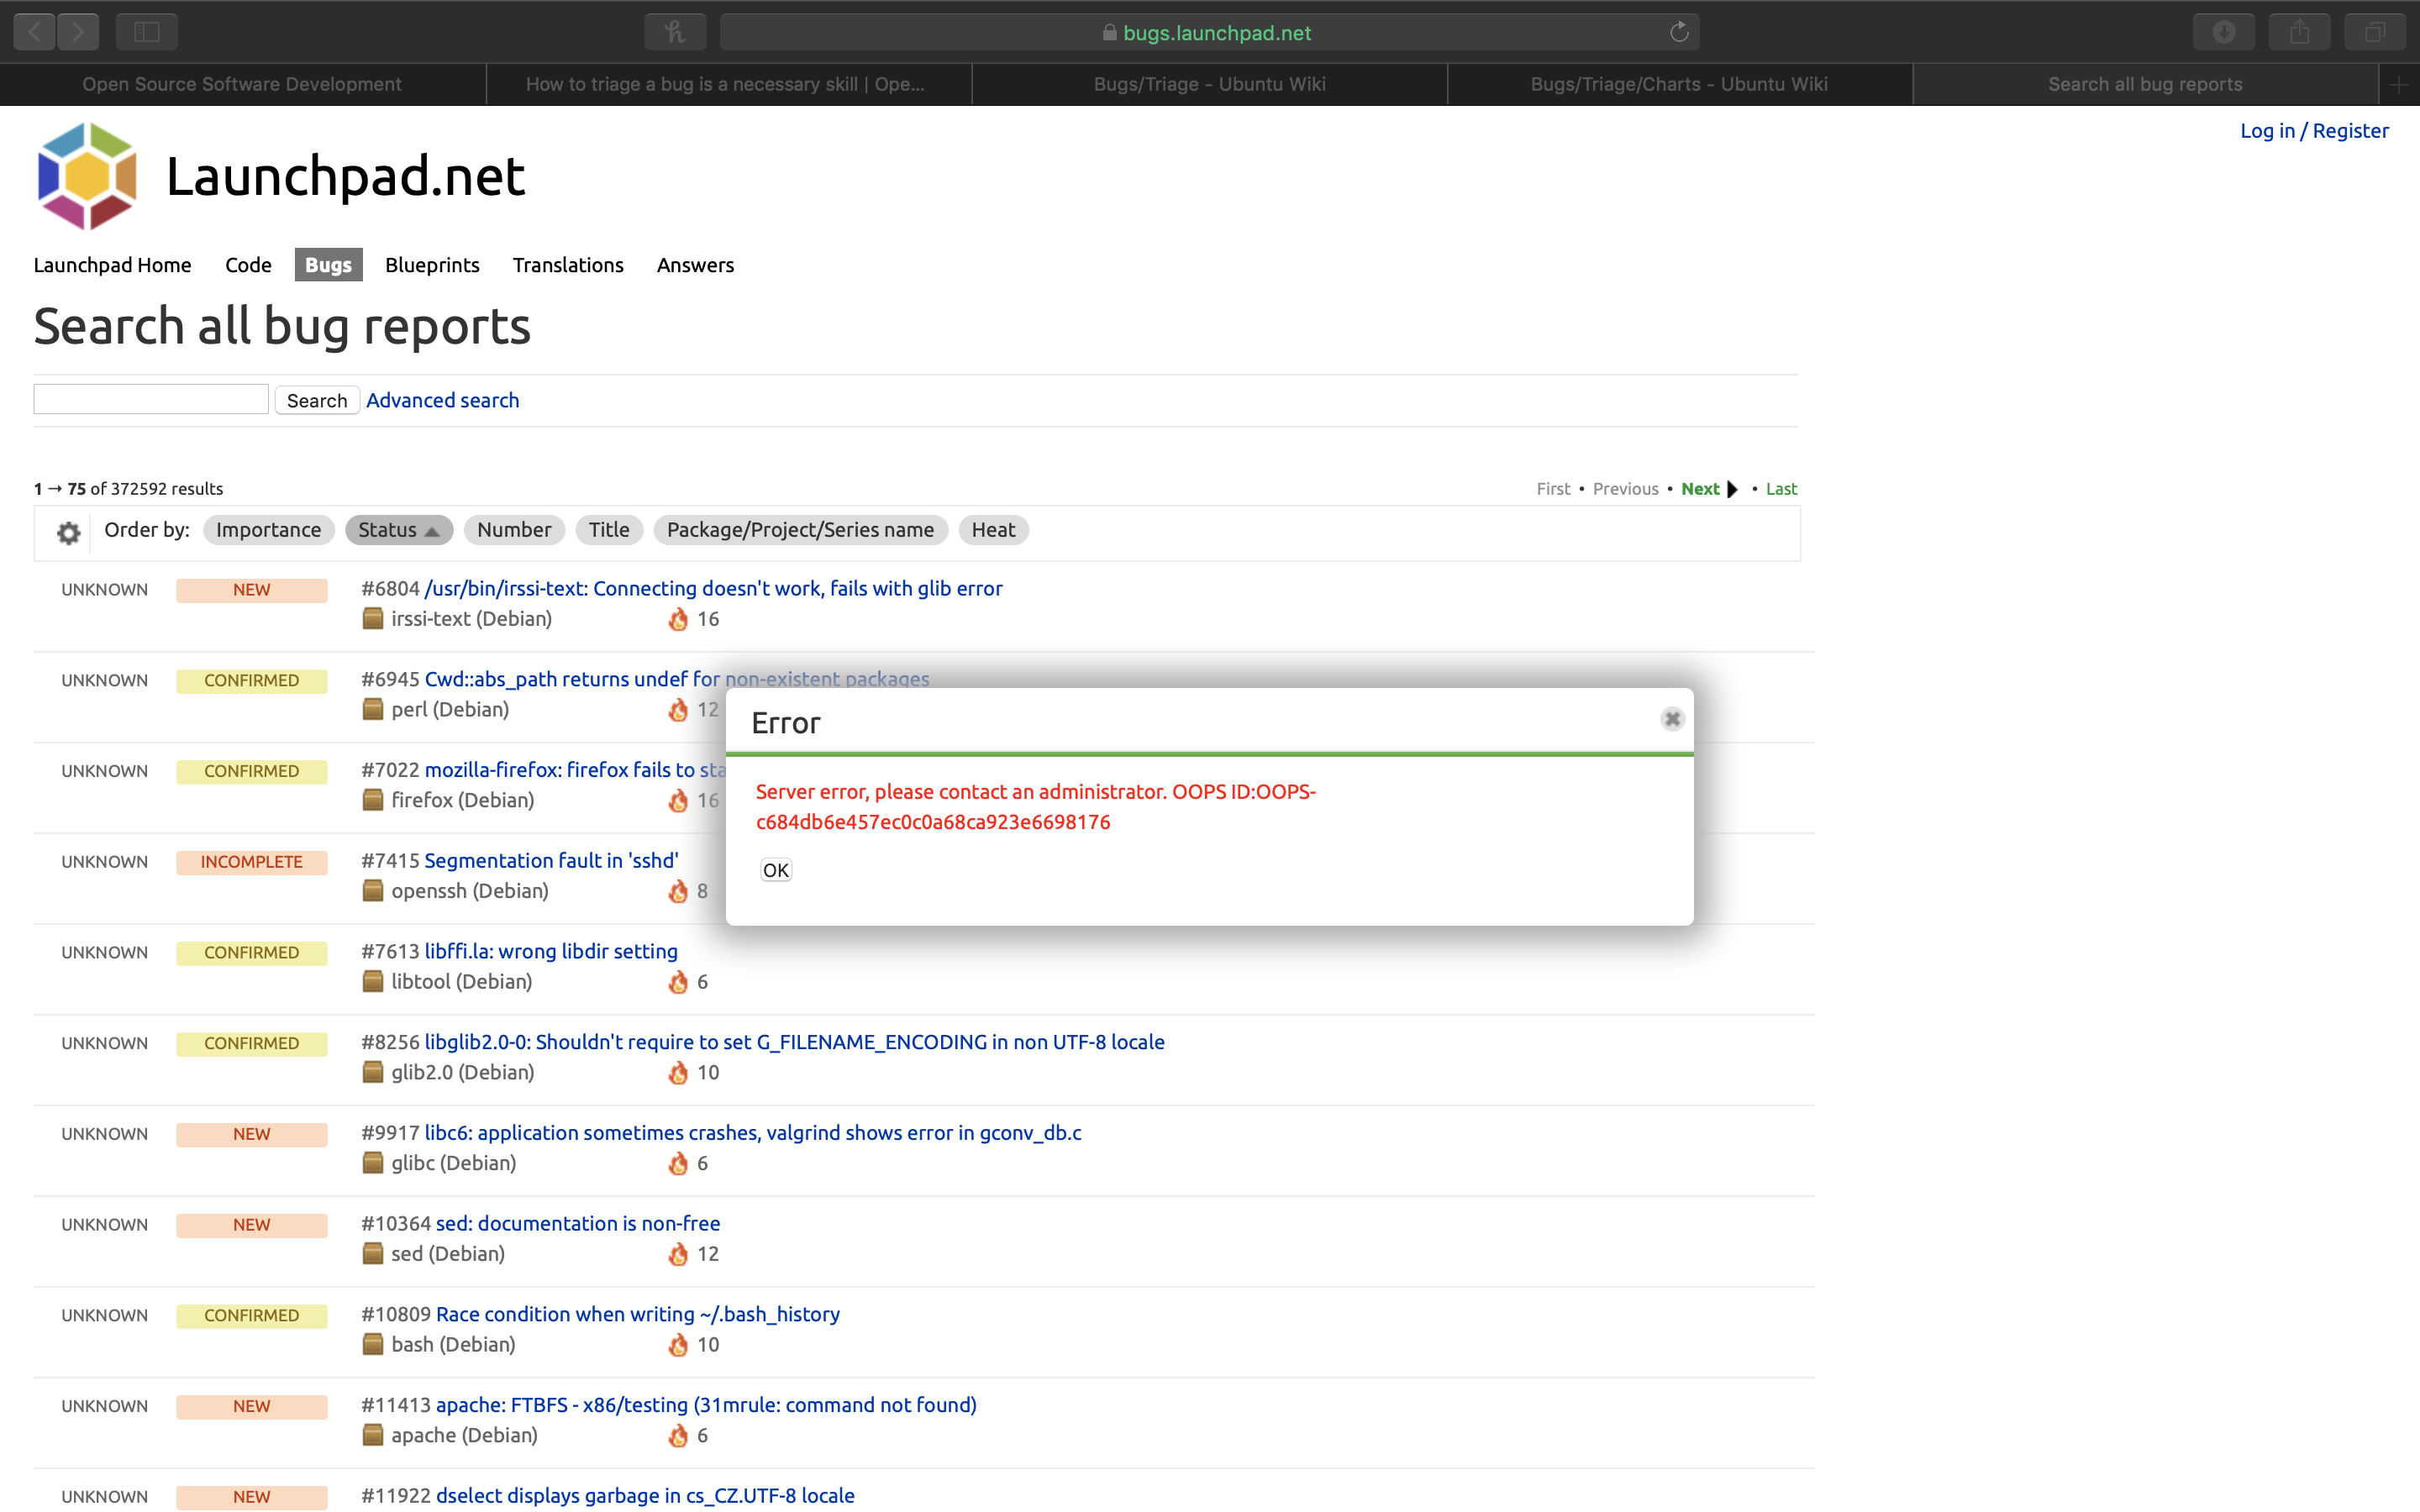 bugs.launchpad.net
Open Source Software Development
How to triage a bug is a necessary skill | Ope...
Bugs/Triage - Ubuntu Wiki
Bugs/Triage/Charts - Ubuntu Wiki
Search all bug reports
Log in / Register
Launchpad.net
Launchpad Home Code Bugs Blueprints Translations Answers
Search all bug reports
Search Advanced search
1 → 75 of 372592 results
First • Previous • Next • Last
Order by: Importance Status Number Title Package/Project/Series name Heat
UNKNOWN NEW #6804 /usr/bin/irssi-text: Connecting doesn't work, fails with glib error
irssi-text (Debian) 16
UNKNOWN CONFIRMED #6945 Cwd::abs_path returns undef for non-existent packages
perl (Debian) 12
UNKNOWN CONFIRMED #7022 mozilla-firefox: firefox fails to sta
firefox (Debian) 16
UNKNOWN INCOMPLETE #7415 Segmentation fault in 'sshd'
openssh (Debian) 8
Error
Server error, please contact an administrator. OOPS ID:OOPS-
c684db6e457ec0c0a68ca923e6698176
OK
UNKNOWN CONFIRMED #7613 libffi.la: wrong libdir setting
libtool (Debian) 6
UNKNOWN CONFIRMED #8256 libglib2.0-0: Shouldn't require to set G_FILENAME_ENCODING in non UTF-8 locale
glib2.0 (Debian) 10
UNKNOWN NEW #9917 libc6: application sometimes crashes, valgrind shows error in gconv_db.c
glibc (Debian) 6
UNKNOWN NEW #10364 sed: documentation is non-free
sed (Debian) 12
UNKNOWN CONFIRMED #10809 Race condition when writing ~/.bash_history
bash (Debian) 10
UNKNOWN NEW #11413 apache: FTBFS - x86/testing (31mrule: command not found)
apache (Debian) 6
UNKNOWN NEW #11922 dselect displays garbage in cs_CZ.UTF-8 locale